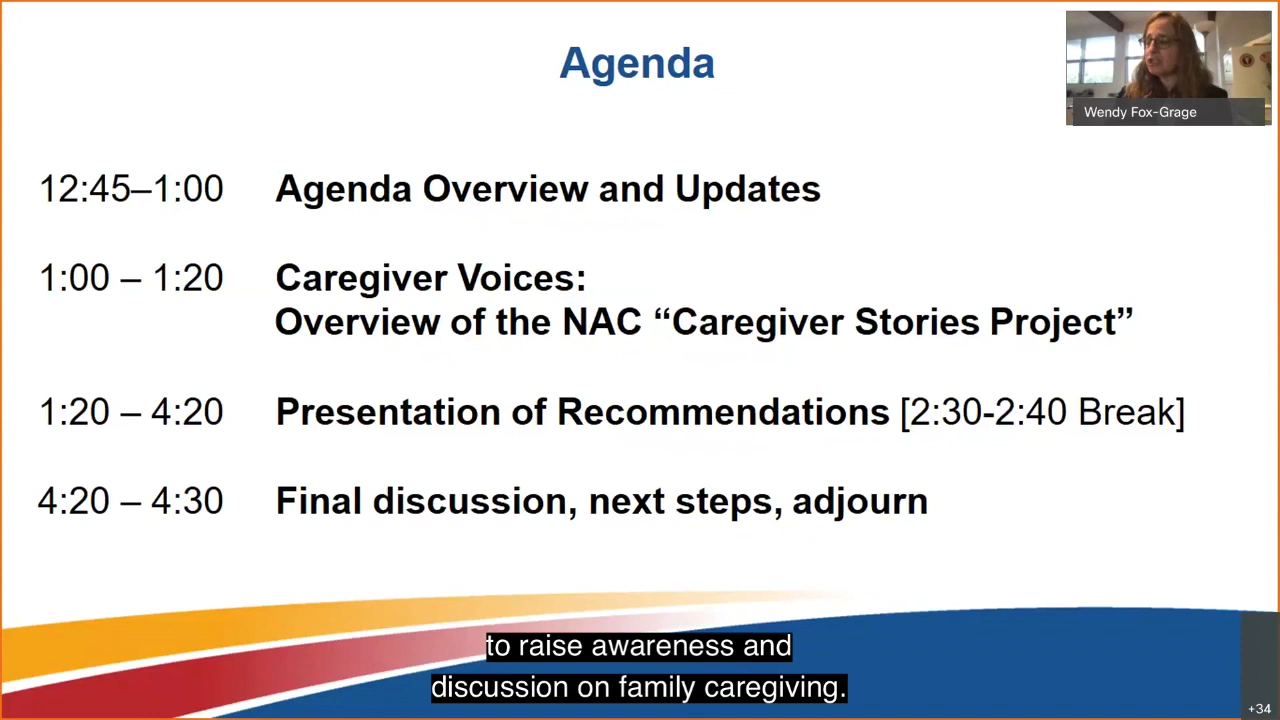 Agenda
Wendy Fox-Grage
12:45–1:00 Agenda Overview and Updates
1:00 – 1:20 Caregiver Voices:
Overview of the NAC “Caregiver Stories Project”
1:20 – 4:20 Presentation of Recommendations [2:30-2:40 Break]
4:20 – 4:30 Final discussion, next steps, adjourn
to raise awareness and
discussion on family caregiving.
+34